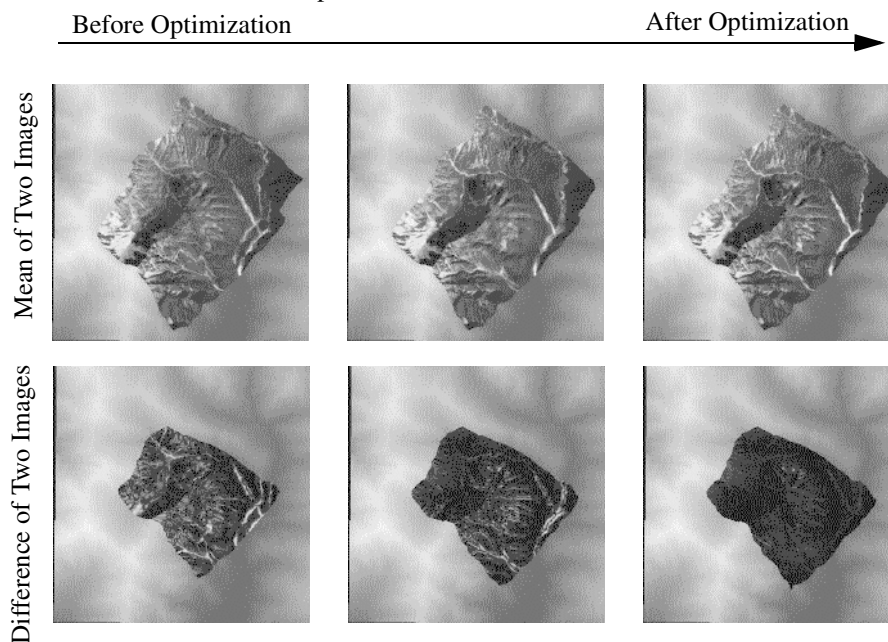 Before Optimization
After Optimization
Mean of Two Images
Difference of Two Images